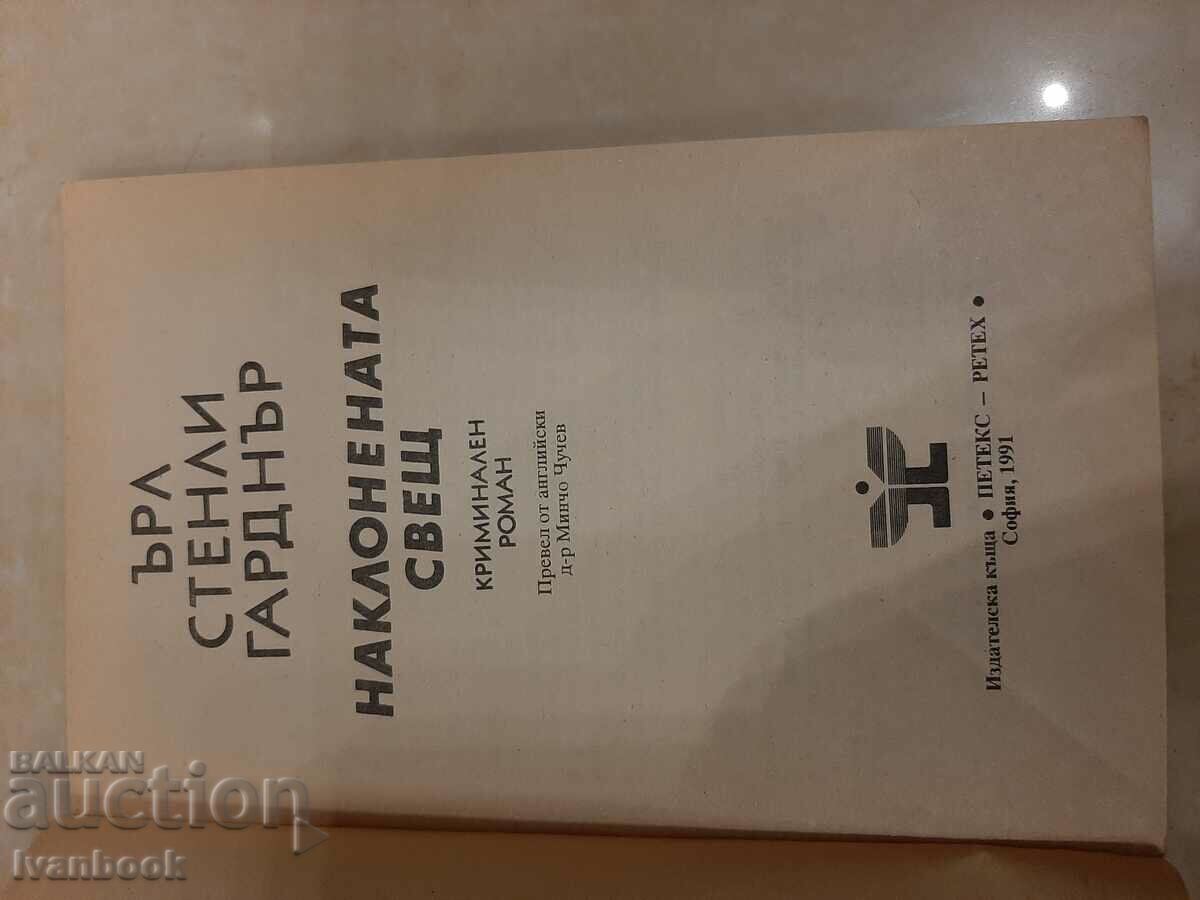 ЪРЛ
СТЕНЛИ
ГАРДНЪР
НАКЛОНЕНАТА
СВЕЩ
КРИМИНАЛЕН
РОМАН
Превел от английски
д-р Минчо Чучев
Издателска къща • ПЕТЕКС – PETEX •
София, 1991
BALKAN
auction
Ivanbook